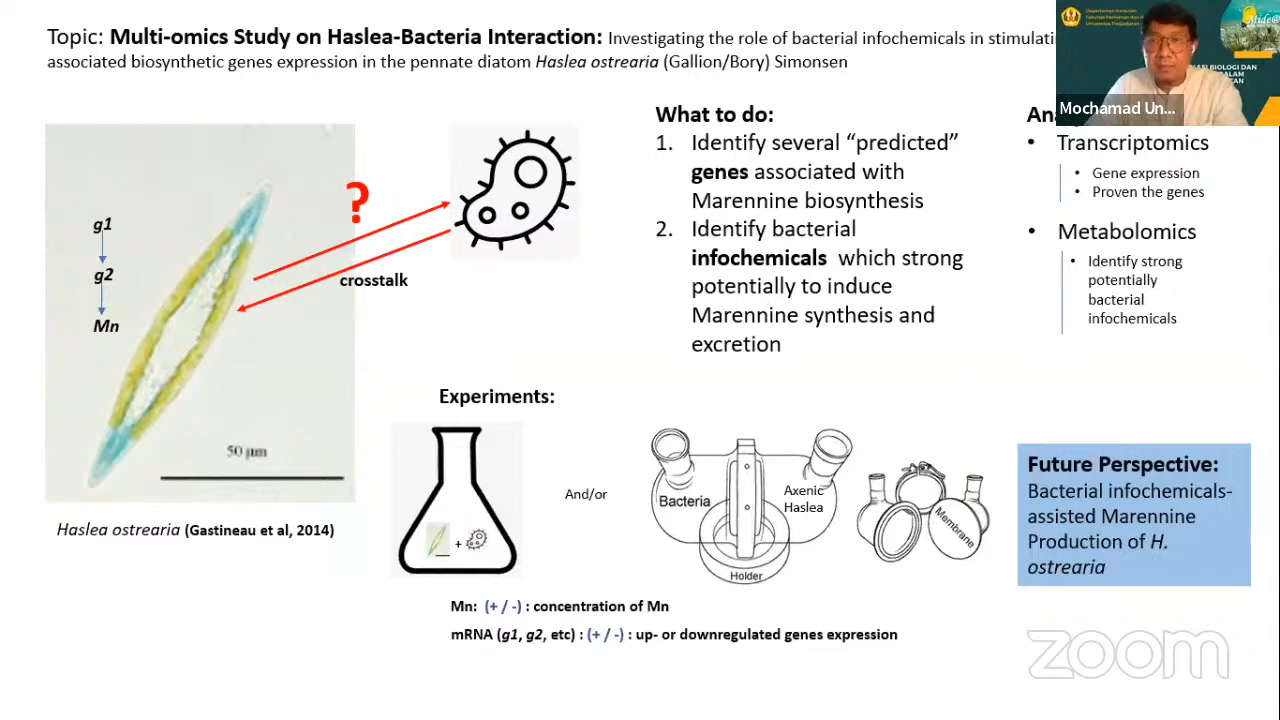 Topic: Multi-omics Study on Haslea-Bacteria Interaction: Investigating the role of bacterial infochemicals in
associated biosynthetic genes expression in the pennate diatom Haslea ostrearia (Gallion/Bory) Simonsen
Mochamad Un...
g1
g2
Mn
?
crosstalk
50 µm
Haslea ostrearia (Gastineau et al, 2014)
What to do:
1. Identify several “predicted”
genes associated with
Marennine biosynthesis
2. Identify bacterial
infochemicals which strong
potentially to induce
Marennine synthesis and
excretion
• Transcriptomics
• Gene expression
• Proven the genes
• Metabolomics
• Identify strong
potentially
bacterial
infochemicals
Experiments:
+
And/or
Bacteria
Axenic
Haslea
Holder
Membrane
Mn: (+ / -) : concentration of Mn
mRNA (g1, g2, etc) : (+ / -) : up- or downregulated genes expression
Future Perspective:
Bacterial infochemicals-
assisted Marennine
Production of H.
ostrearia
zoom